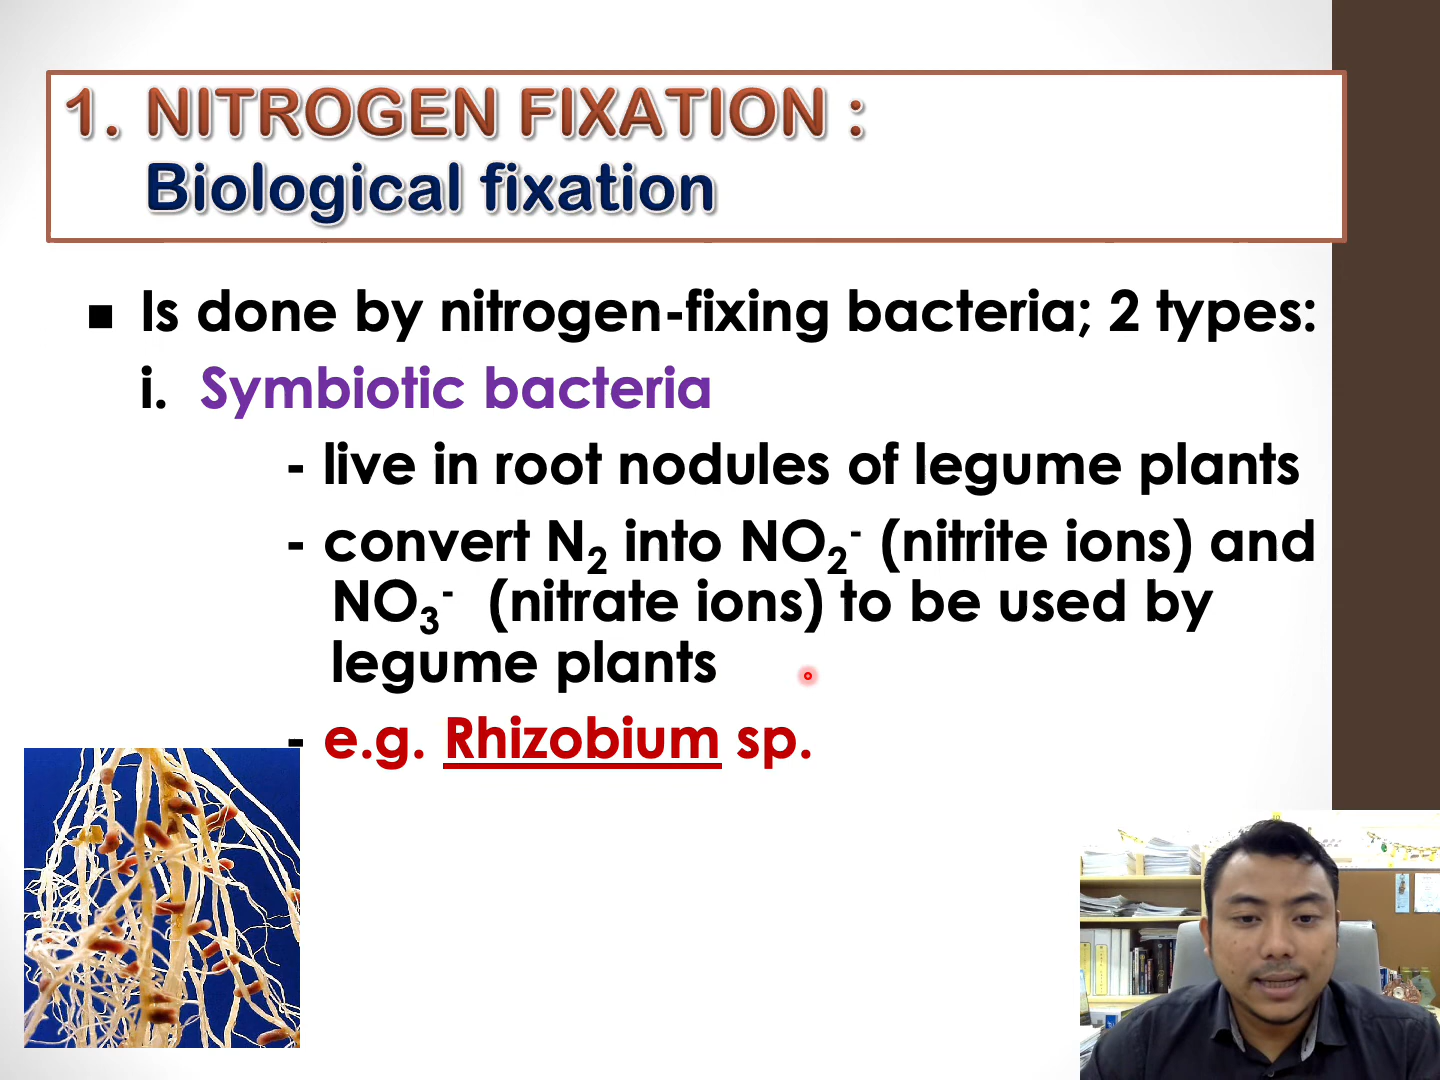 1. NITROGEN FIXATION :
Biological fixation
▪ Is done by nitrogen-fixing bacteria; 2 types:
i. Symbiotic bacteria
- live in root nodules of legume plants
- convert N₂ into NO₂⁻ (nitrite ions) and
NO₃⁻ (nitrate ions) to be used by
legume plants
- e.g. Rhizobium sp.